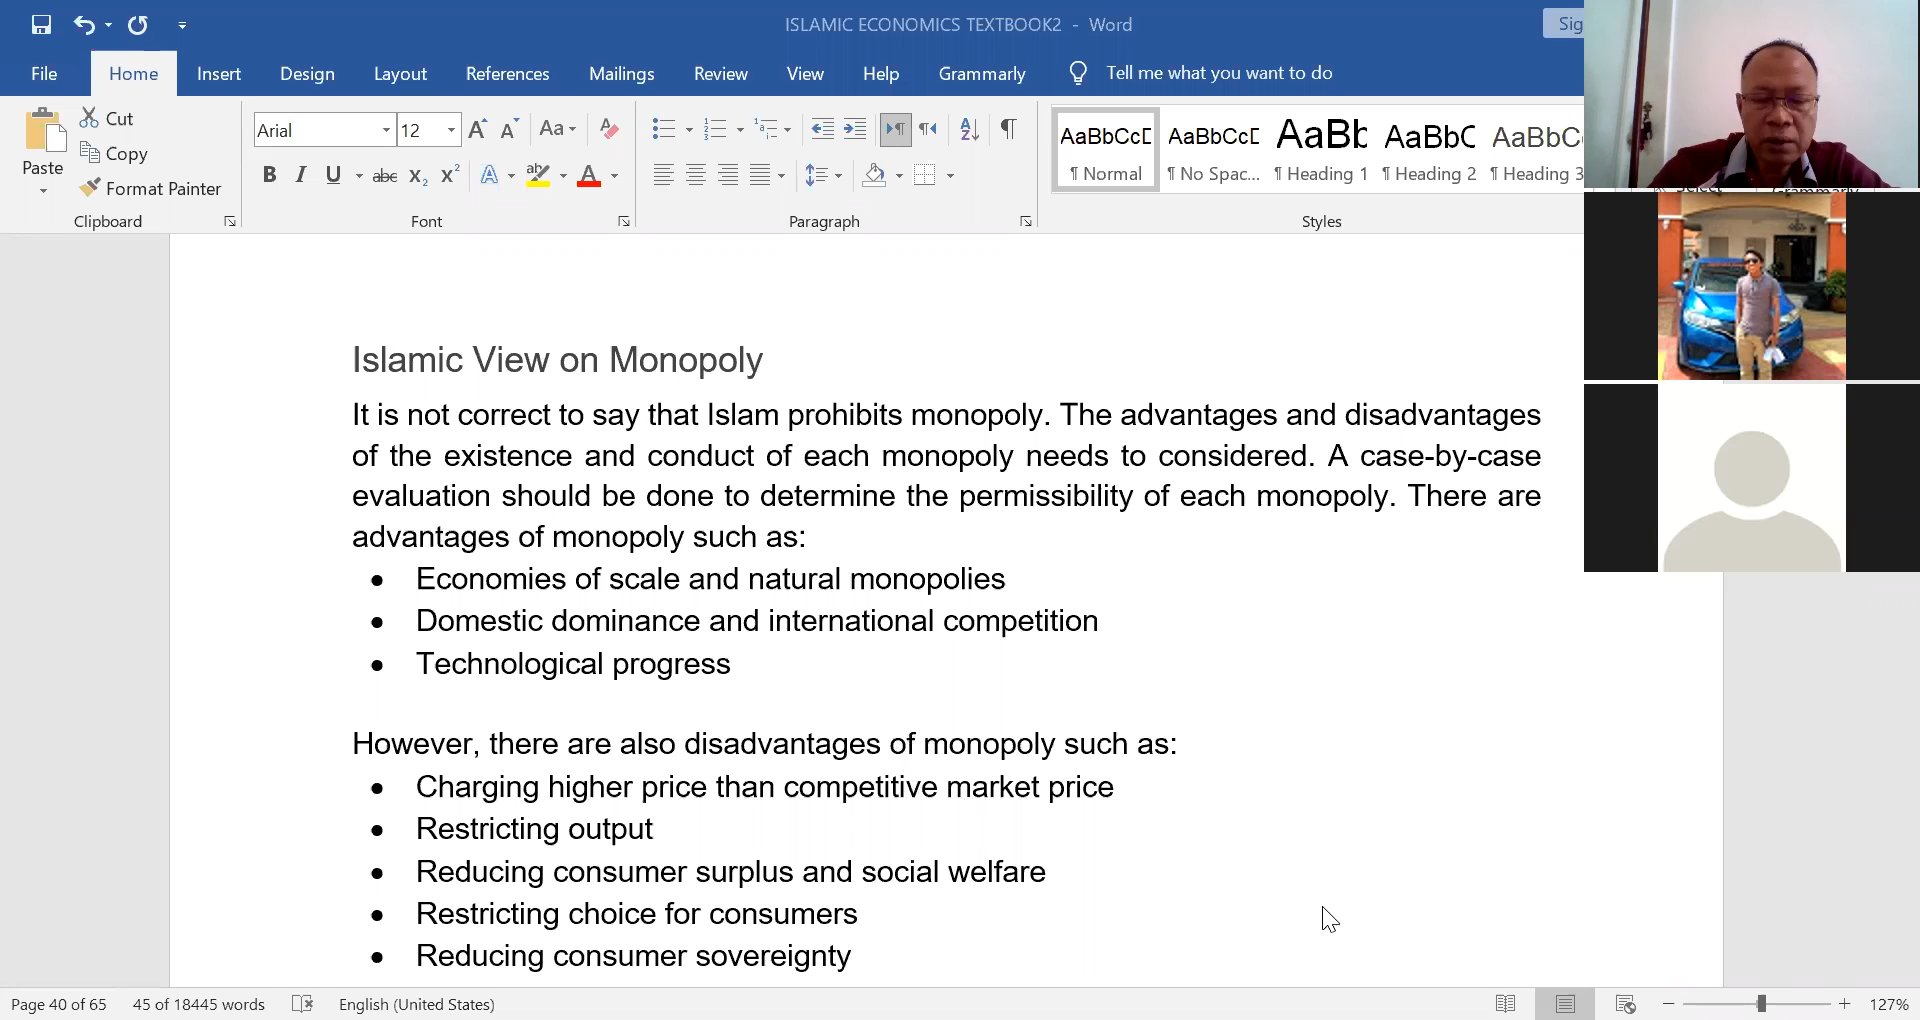 ISLAMIC ECONOMICS TEXTBOOK2 - Word
Sig
File Home Insert Design Layout References Mailings Review View Help Grammarly Tell me what you want to do
Paste
Cut
Copy
Format Painter
Clipboard
Arial 12
Font
Paragraph
AaBbCcD AaBbCcD AaBb AaBbC AaBbC
¶ Normal ¶ No Spac... ¶ Heading 1 ¶ Heading 2 ¶ Heading 3
Styles
Select Grammarly
Islamic View on Monopoly
It is not correct to say that Islam prohibits monopoly. The advantages and disadvantages
of the existence and conduct of each monopoly needs to considered. A case-by-case
evaluation should be done to determine the permissibility of each monopoly. There are
advantages of monopoly such as:
• Economies of scale and natural monopolies
• Domestic dominance and international competition
• Technological progress
However, there are also disadvantages of monopoly such as:
• Charging higher price than competitive market price
• Restricting output
• Reducing consumer surplus and social welfare
• Restricting choice for consumers
• Reducing consumer sovereignty
Page 40 of 65 45 of 18445 words English (United States) 127%